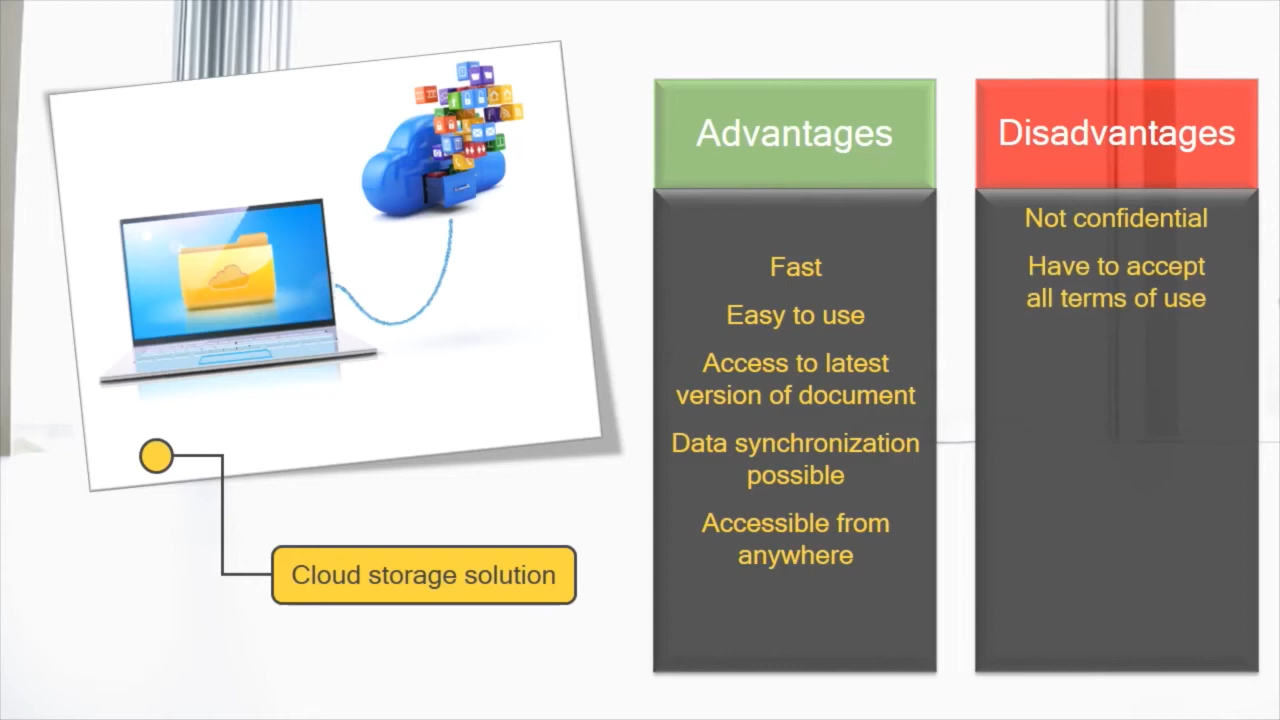 Cloud storage solution
Advantages
Fast
Easy to use
Access to latest
version of document
Data synchronization
possible
Accessible from
anywhere
Disadvantages
Not confidential
Have to accept
all terms of use